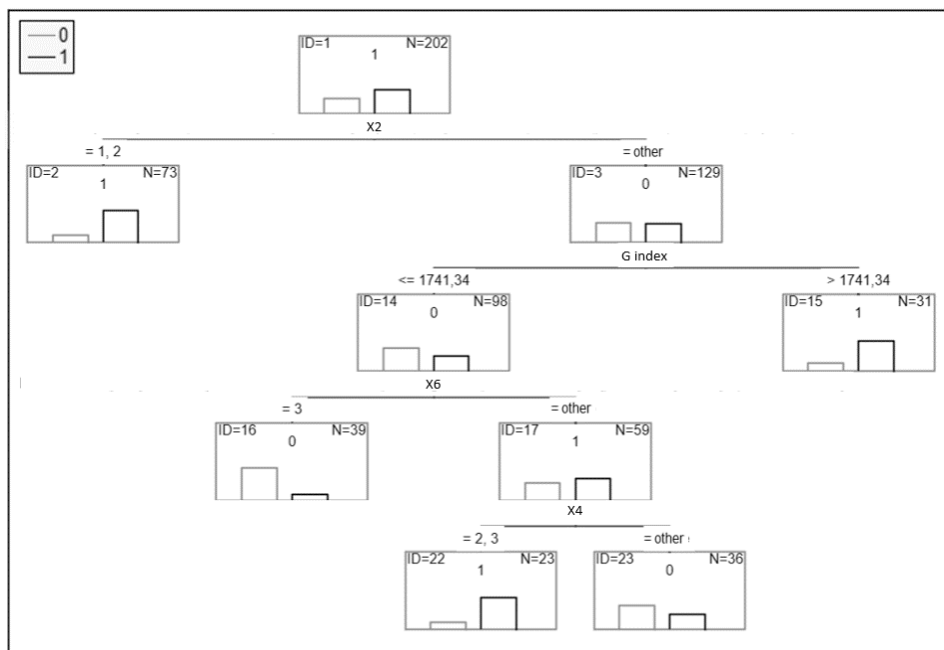 0
1
ID=1 N=202
1
X2
= 1, 2 = other
ID=2 N=73 ID=3 N=129
1 0
G index
<= 1741,34 > 1741,34
ID=14 N=98 ID=15 N=31
0 1
X6
= 3 = other
ID=16 N=39 ID=17 N=59
0 1
X4
= 2, 3 = other
ID=22 N=23 ID=23 N=36
1 0